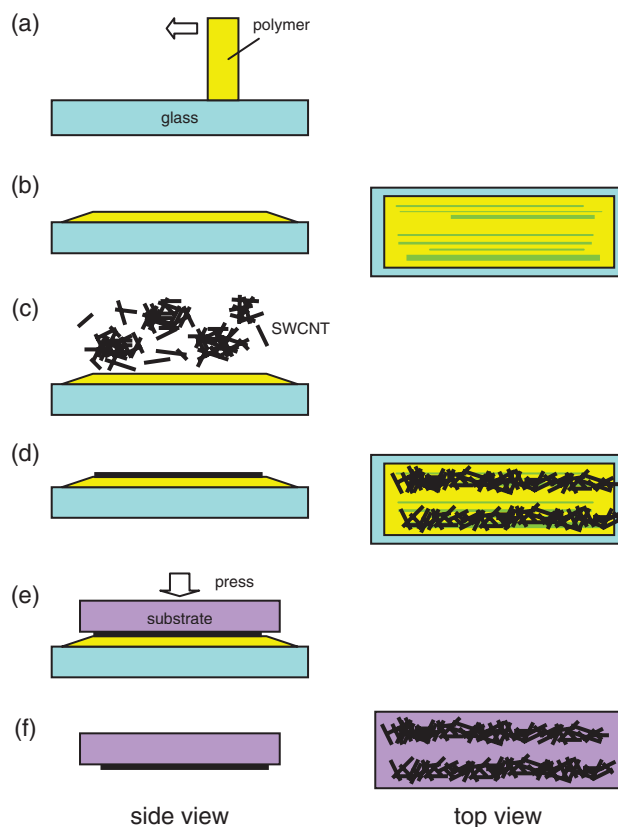 (a)
polymer
glass
(b)
(c)
SWCNT
(d)
(e)
press
substrate
(f)
side view
top view